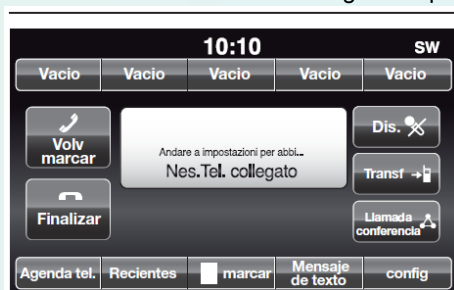 10:10
SW
Vacio Vacio Vacio Vacio Vacio
Volv
marcar
Andare a impostazioni per abbi...
Nes.Tel. collegato
Dis.
Transf
Finalizar
Llamada
conferencia
Agenda tel. Recientes marcar Mensaje
de texto config